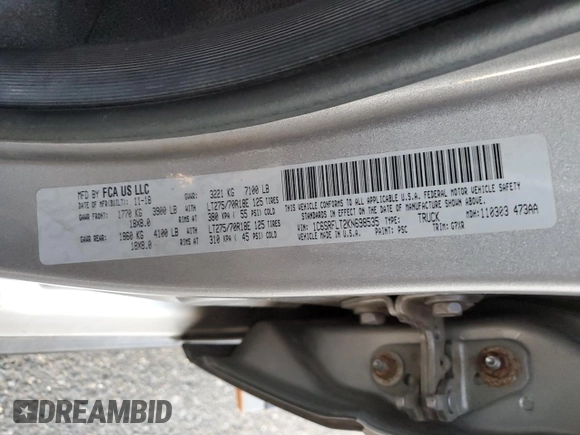 MFD BY FCA US LLC
DATE OF MFR(BUILT): 11-18 GVWR: 3221 KG 7100 LB
GAWR FRONT: 1770 KG 3900 LB LT275/70R18E 125 TIRES
18X8.0 380 KPA ( 55 PSI) COLD
GAWR REAR: 1860 KG 4100 LB LT275/70R18E 125 TIRES
18X8.0 310 KPA ( 45 PSI) COLD
THIS VEHICLE CONFORMS TO ALL APPLICABLE U.S.A. FEDERAL MOTOR VEHICLE SAFETY
STANDARDS IN EFFECT ON THE DATE OF MANUFACTURE SHOWN ABOVE.
VEHICLE MADE IN U.S.A. TYPE: TRUCK MDH: 110303 473AA
VIN: 1C6SRFLT2KN698595 PAINT: PSC TRIM: G7XR
DREAMBID